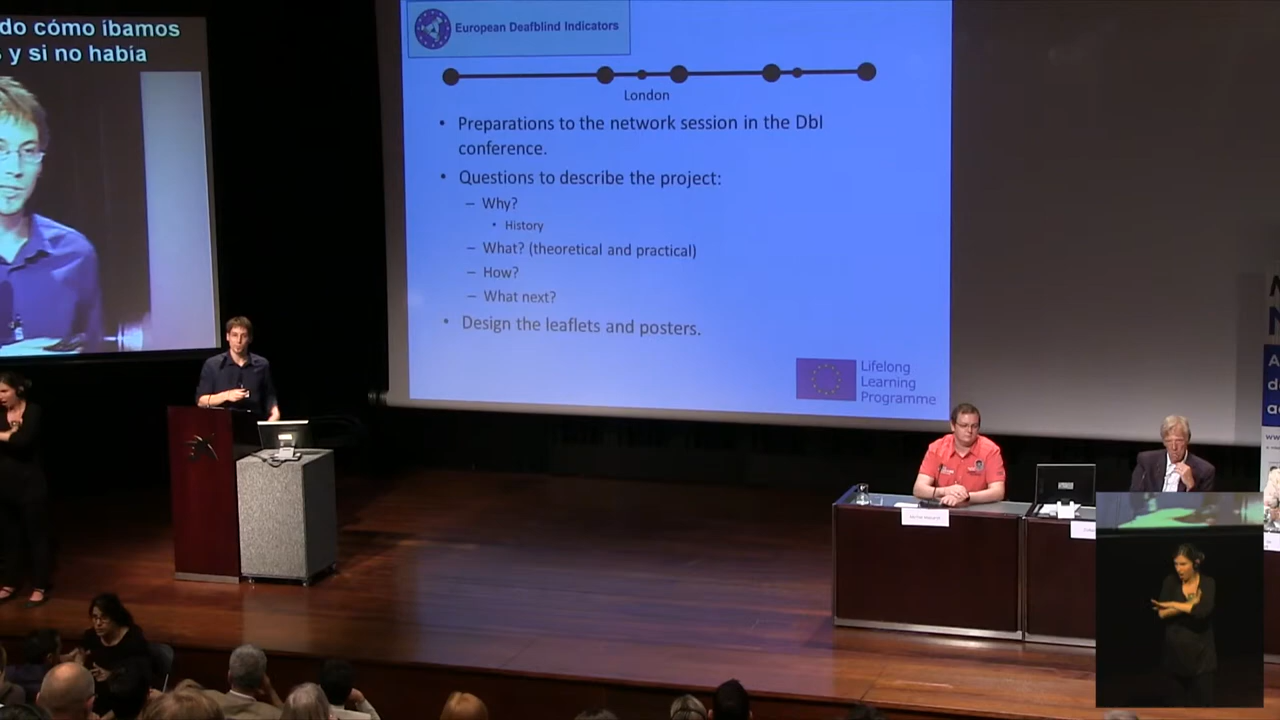 do cómo íbamos
s y si no había
European Deafblind Indicators
London
• Preparations to the network session in the Dbl
conference.
• Questions to describe the project:
– Why?
• History
– What? (theoretical and practical)
– How?
– What next?
• Design the leaflets and posters.
Lifelong
Learning
Programme